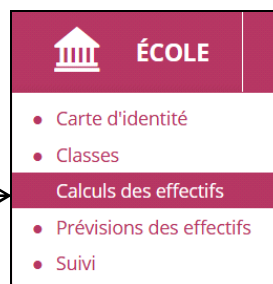 ÉCOLE
Carte d'identité
Classes
Calculs des effectifs
Prévisions des effectifs
Suivi